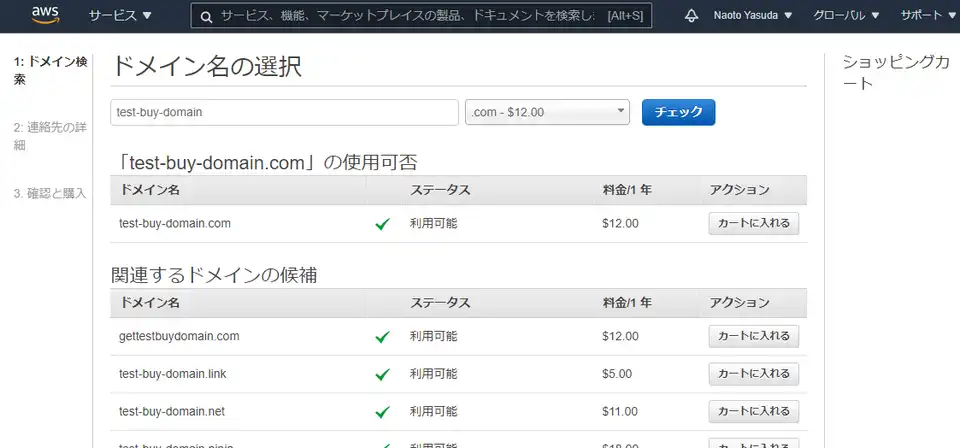 aws
サービス
サービス、機能、マーケットプレイスの製品、ドキュメントを検索し [Alt+S]
Naoto Yasuda
グローバル
サポート
1: ドメイン検
索
2: 連絡先の詳
細
3. 確認と購入
ドメイン名の選択
test-buy-domain
.com - $12.00
チェック
「test-buy-domain.com」の使用可否
ドメイン名 ステータス 料金/1 年 アクション
test-buy-domain.com 利用可能 $12.00 カートに入れる
関連するドメインの候補
ドメイン名 ステータス 料金/1 年 アクション
gettestbuydomain.com 利用可能 $12.00 カートに入れる
test-buy-domain.link 利用可能 $5.00 カートに入れる
test-buy-domain.net 利用可能 $11.00 カートに入れる
ショッピングカ
ート